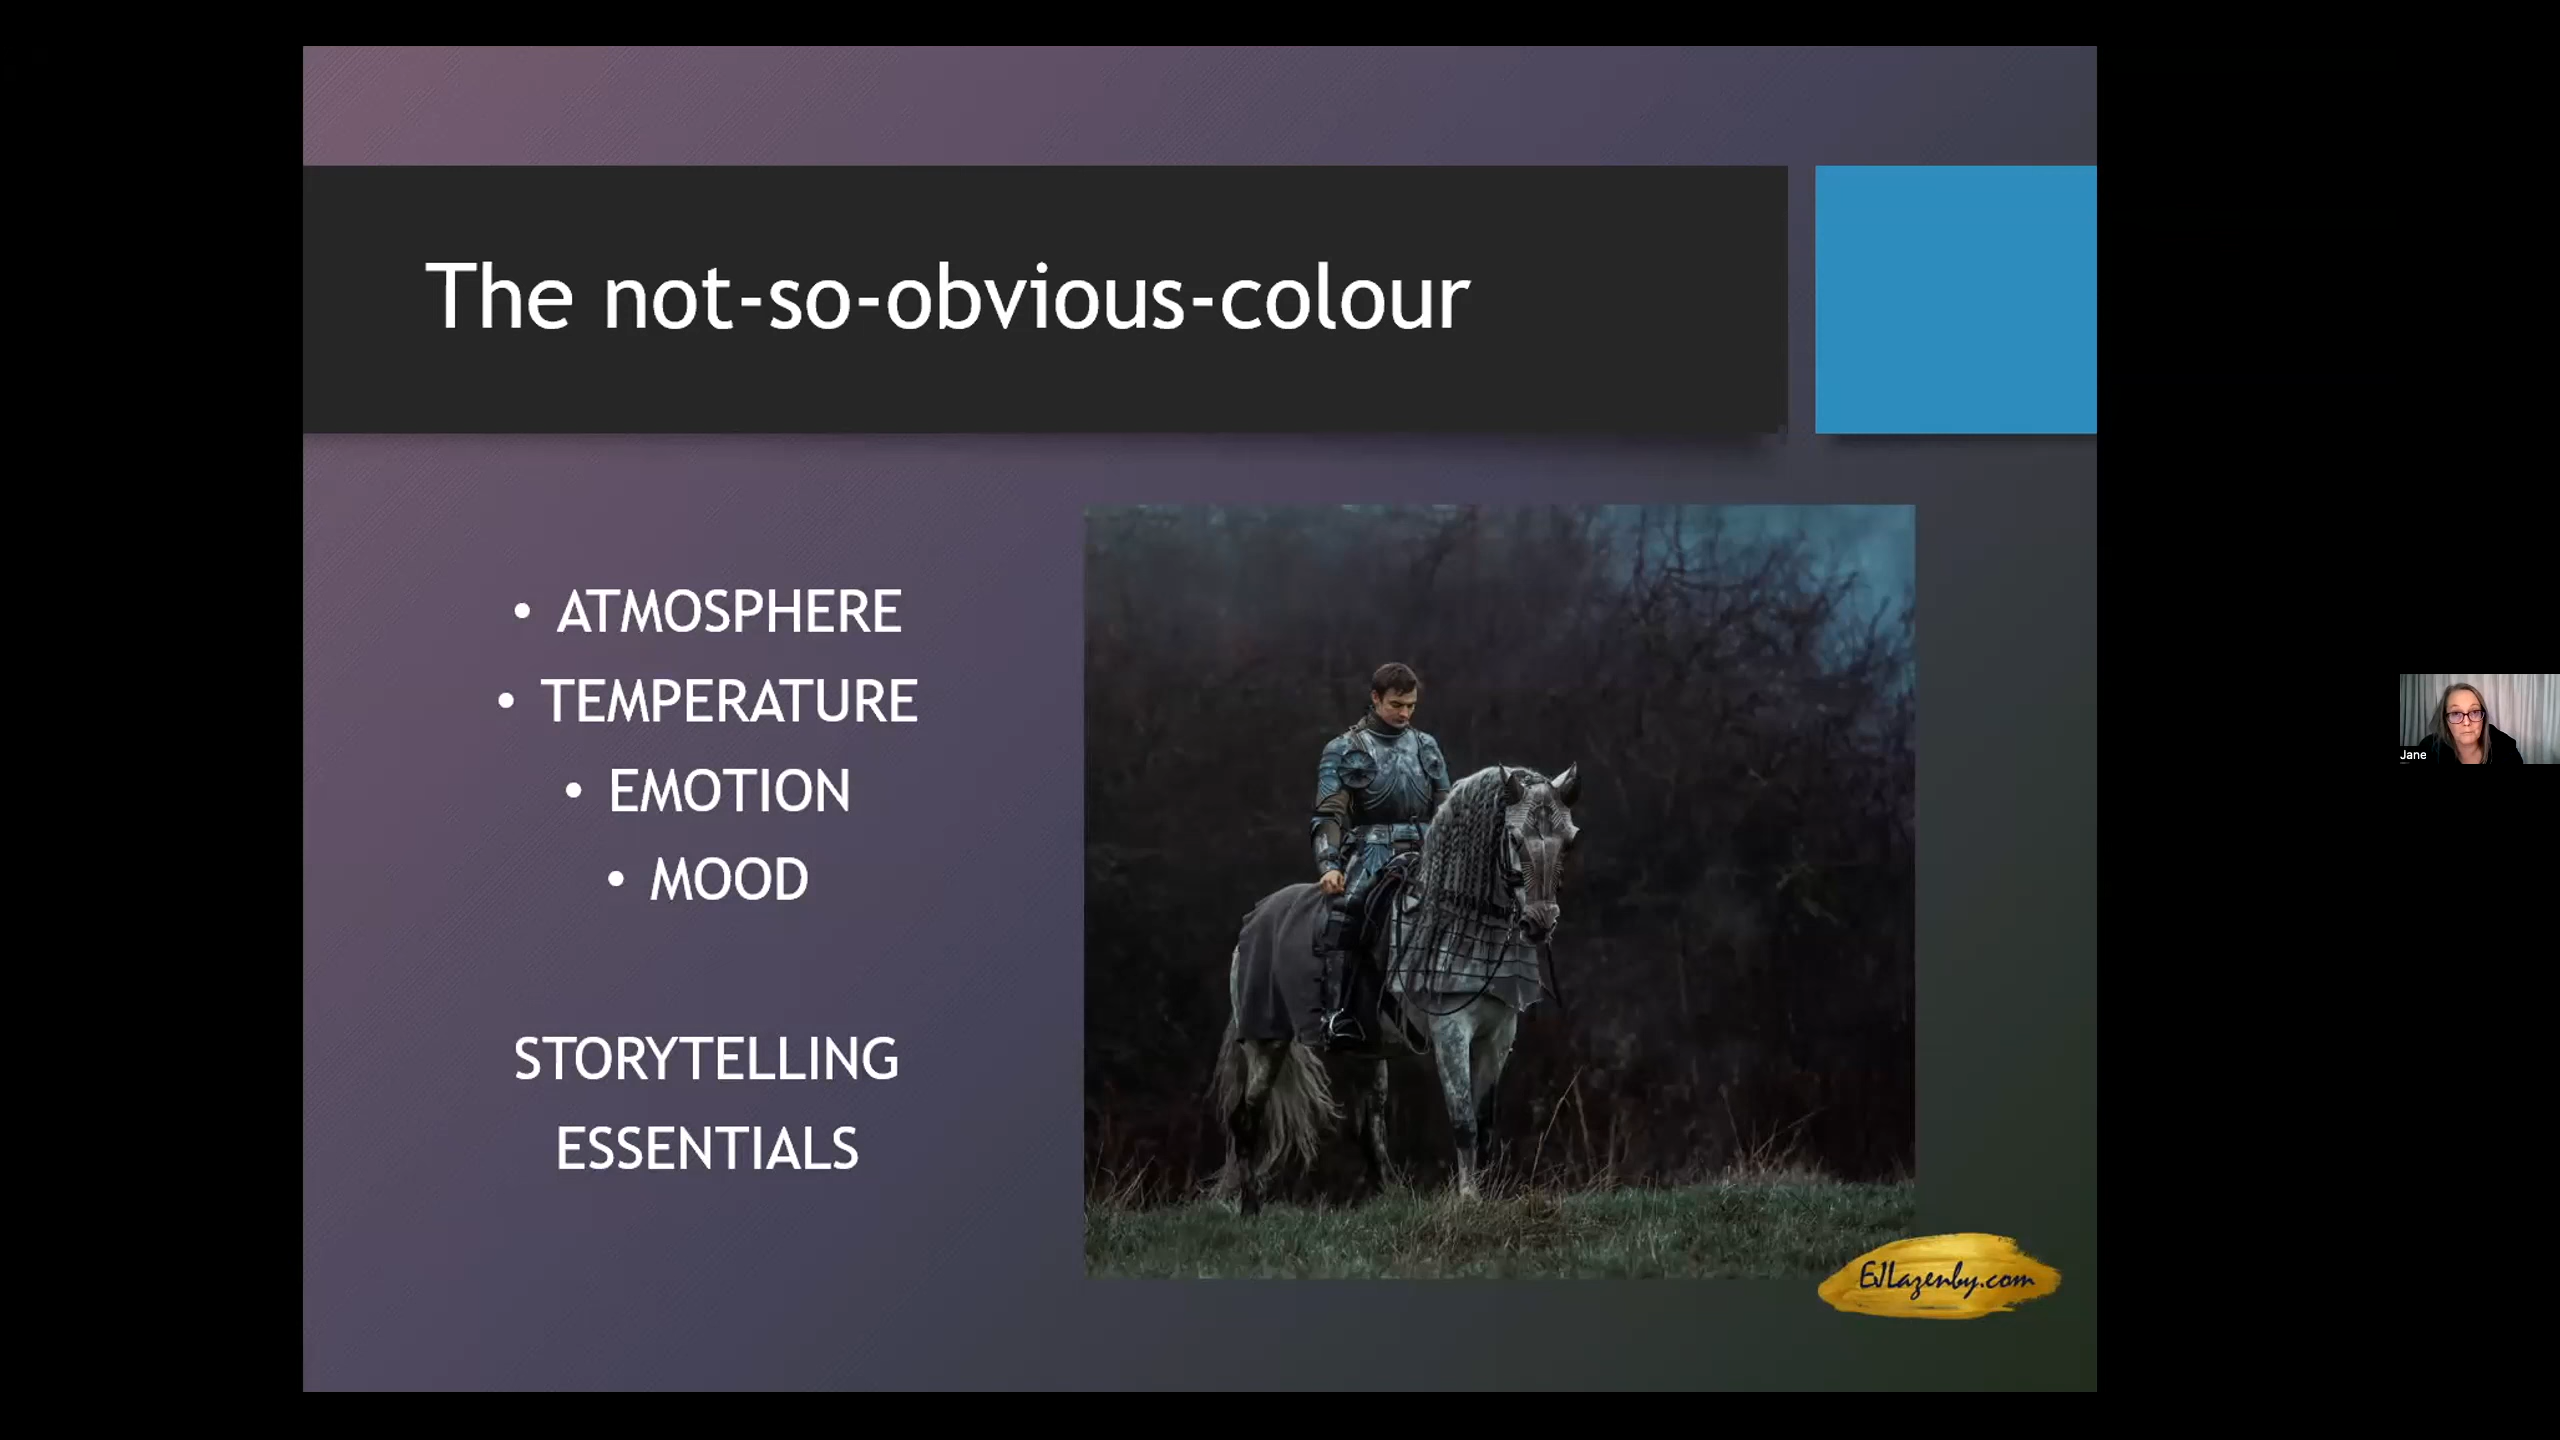 The not-so-obvious-colour
• ATMOSPHERE
• TEMPERATURE
• EMOTION
• MOOD
STORYTELLING
ESSENTIALS
EJLazenby.com
Jane